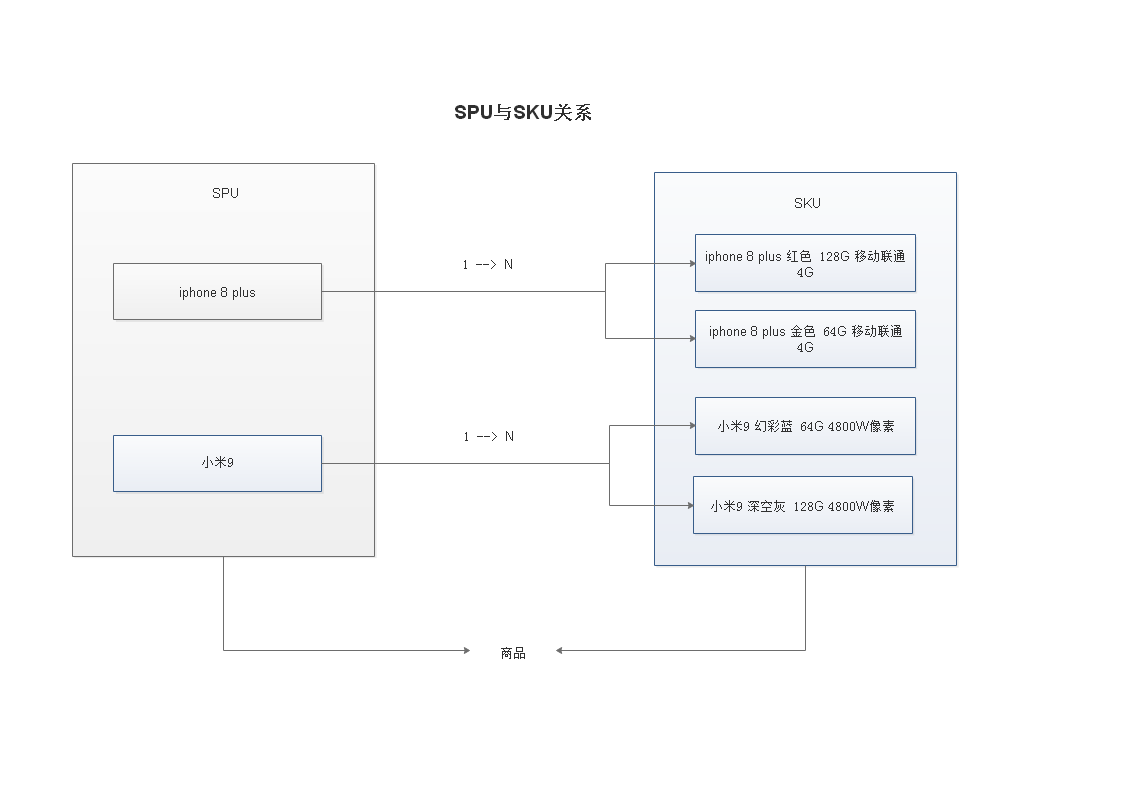 SPU与SKU关系
SPU
SKU
iphone 8 plus
1 --> N
iphone 8 plus 红色 128G 移动联通
4G
iphone 8 plus 金色 64G 移动联通
4G
小米9
1 --> N
小米9 幻彩蓝 64G 4800W像素
小米9 深空灰 128G 4800W像素
商品